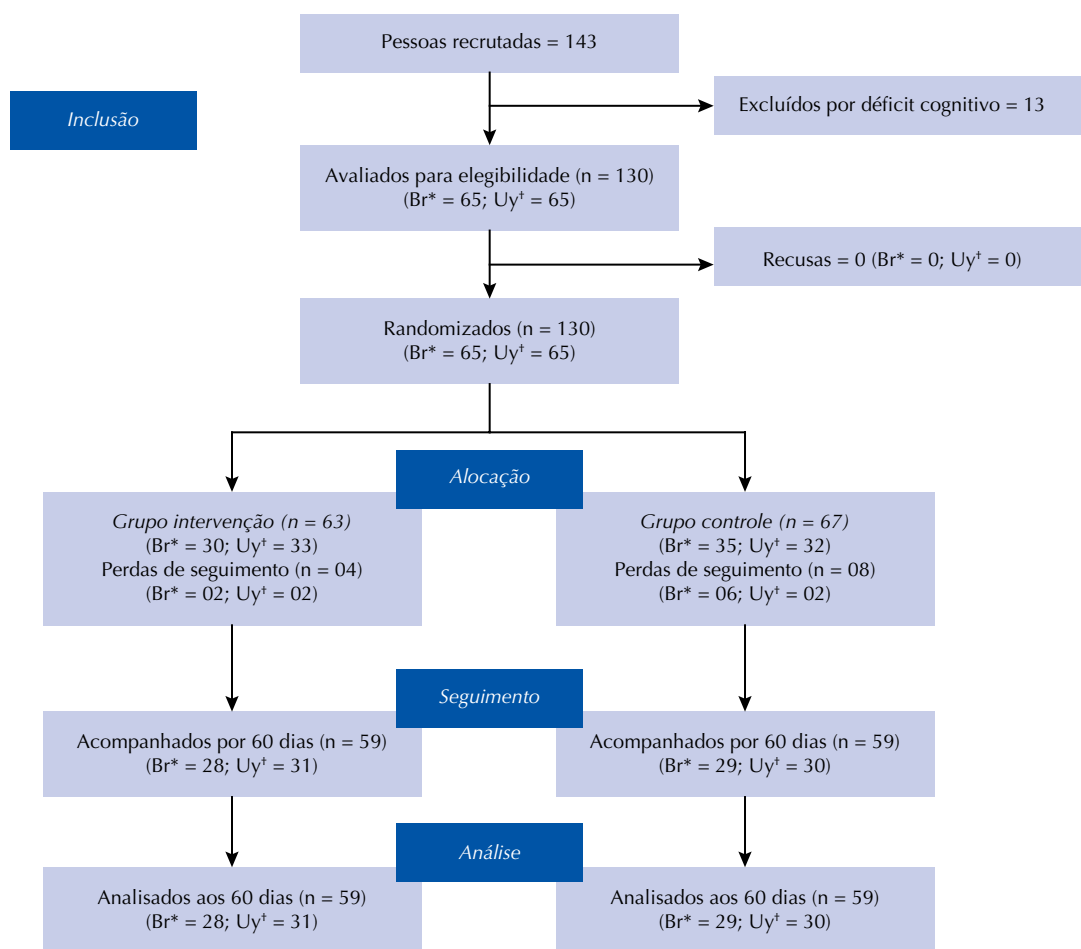 Pessoas recrutadas = 143
Inclusão
Excluídos por déficit cognitivo = 13
Avaliados para elegibilidade (n = 130)
(Br* = 65; Uy† = 65)
Recusas = 0 (Br* = 0; Uy† = 0)
Randomizados (n = 130)
(Br* = 65; Uy† = 65)
Alocação
Grupo intervenção (n = 63)
(Br* = 30; Uy† = 33)
Perdas de seguimento (n = 04)
(Br* = 02; Uy† = 02)
Grupo controle (n = 67)
(Br* = 35; Uy† = 32)
Perdas de seguimento (n = 08)
(Br* = 06; Uy† = 02)
Seguimento
Acompanhados por 60 dias (n = 59)
(Br* = 28; Uy† = 31)
Acompanhados por 60 dias (n = 59)
(Br* = 29; Uy† = 30)
Análise
Analisados aos 60 dias (n = 59)
(Br* = 28; Uy† = 31)
Analisados aos 60 dias (n = 59)
(Br* = 29; Uy† = 30)